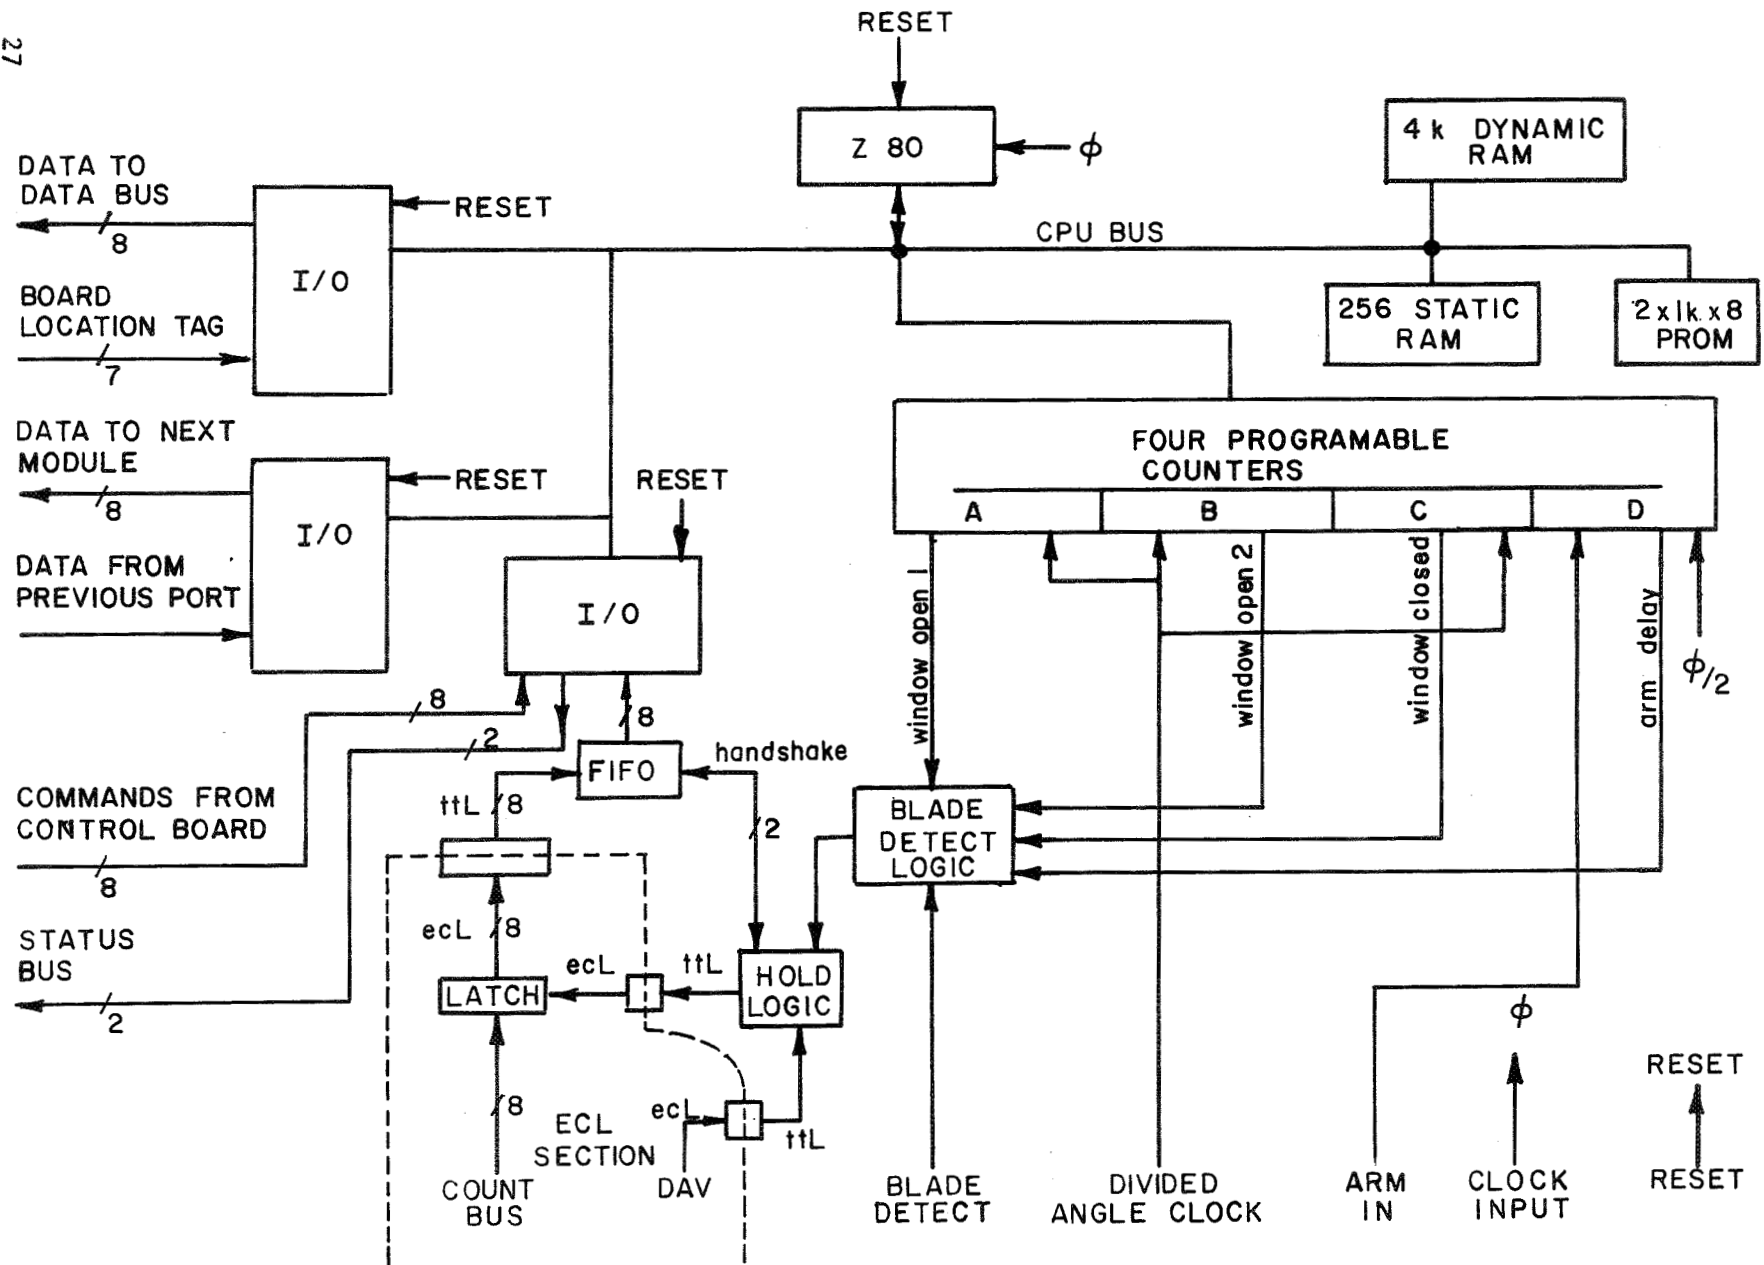 27
RESET
Z 80
ϕ
4k DYNAMIC
RAM
DATA TO
DATA BUS
8
RESET
I/O
CPU BUS
BOARD
LOCATION TAG
7
256 STATIC
RAM
2x1k.x8
PROM
DATA TO NEXT
MODULE
8
RESET
I/O
RESET
FOUR PROGRAMABLE
COUNTERS
A
B
C
D
DATA FROM
PREVIOUS PORT
I/O
window open 1
window open 2
window closed
arm delay
ϕ/2
8
2
8
FIFO
handshake
COMMANDS FROM
CONTROL BOARD
8
ttL
8
2
BLADE
DETECT
LOGIC
ecL
8
STATUS
BUS
2
LATCH
ecL
ttL
HOLD
LOGIC
ϕ
8
ECL
SECTION
ecL
ttL
RESET
COUNT
BUS
DAV
BLADE
DETECT
DIVIDED
ANGLE CLOCK
ARM
IN
CLOCK
INPUT
RESET